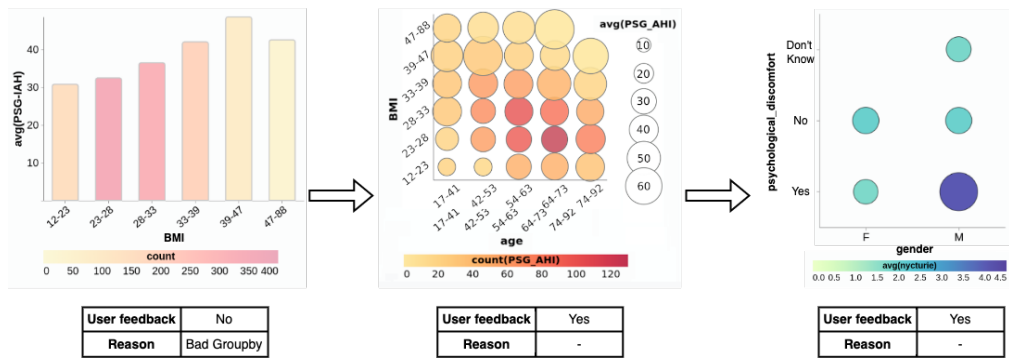 avg(PSG-IAH)
40
30
20
10
12-23
23-28
28-33
33-39
39-47
47-88
BMI
count
0 50 100 150 200 250 300 350 400
User feedback No
Reason Bad Groupby
BMI
47-88
39-47
33-39
28-33
23-28
12-23
17-41
42-53
54-63
64-73
74-92
17-41
42-53
54-63
64-73
74-92
age
avg(PSG_AHI)
10
20
30
40
50
60
count(PSG_AHI)
0 20 40 60 80 100 120
User feedback Yes
Reason -
psychological_discomfort
Don't
Know
No
Yes
F M
gender
avg(nycturie)
0.0 0.5 1.5 2.0 2.5 3.0 3.5 4.0 4.5
User feedback Yes
Reason -